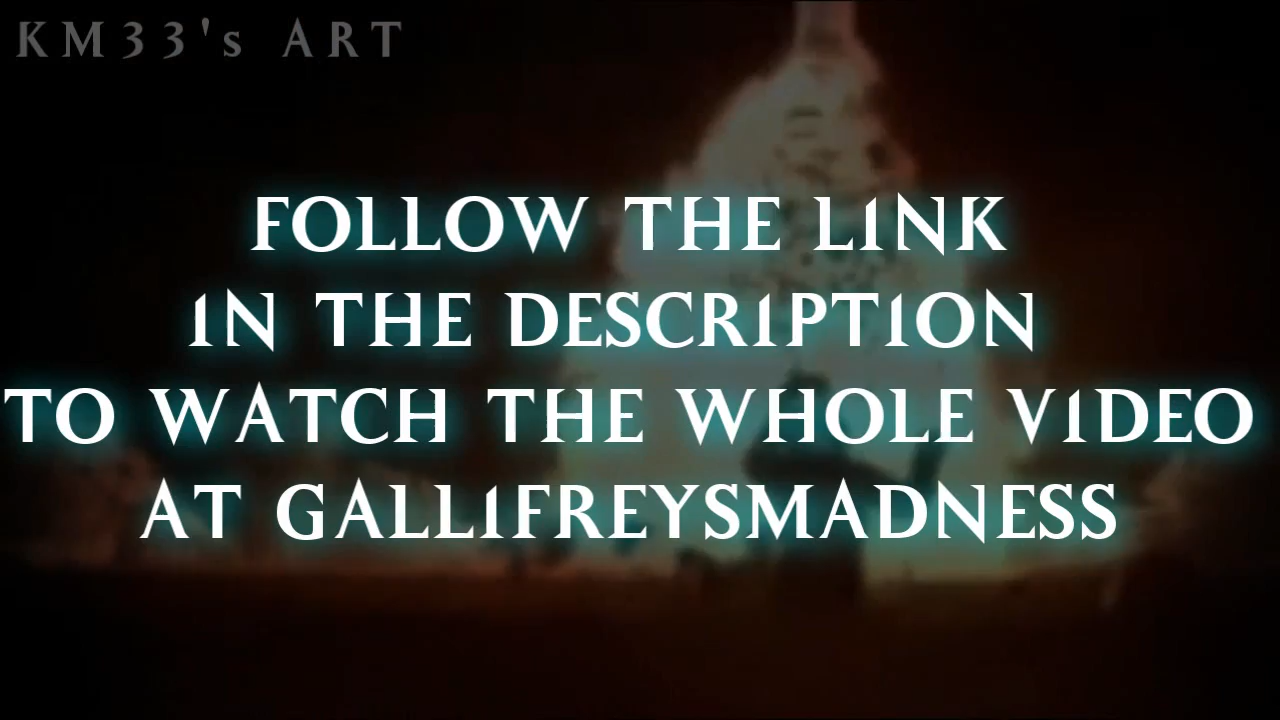 KM33's ART
FOLLOW THE LINK
IN THE DESCRIPTION
TO WATCH THE WHOLE VIDEO
AT GALLIFREYSMADNESS